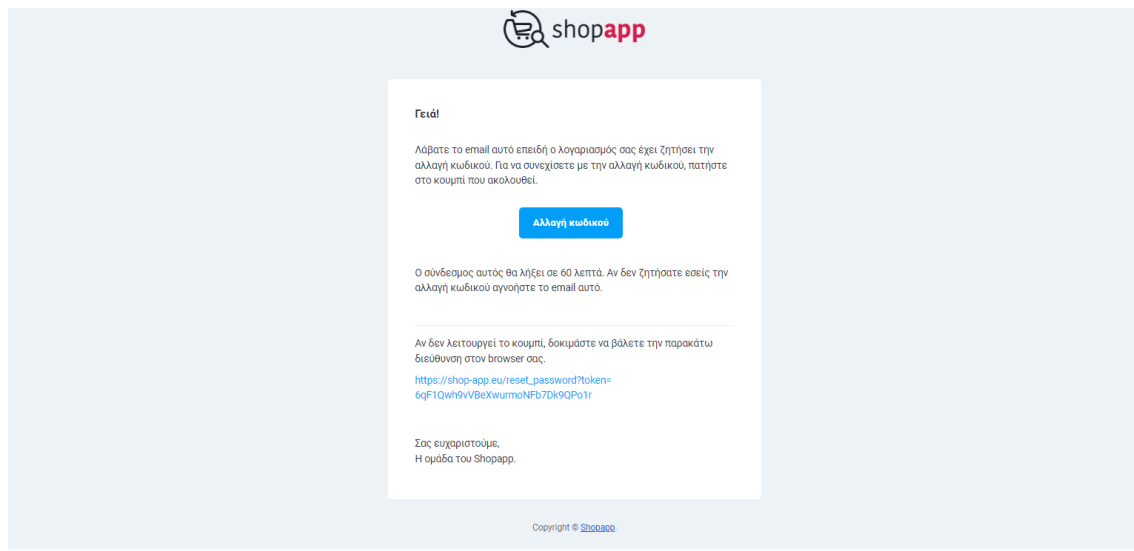 shopapp
Γειά!
Λάβατε το email αυτό επειδή ο λογαριασμός σας έχει ζητήσει την
αλλαγή κωδικού. Για να συνεχίσετε με την αλλαγή κωδικού, πατήστε
στο κουμπί που ακολουθεί.
Αλλαγή κωδικού
Ο σύνδεσμος αυτός θα λήξει σε 60 λεπτά. Αν δεν ζητήσατε εσείς την
αλλαγή κωδικού αγνοήστε το email αυτό.
Αν δεν λειτουργεί το κουμπί, δοκιμάστε να βάλετε την παρακάτω
διεύθυνση στον browser σας.
https://shop-app.eu/reset_password?token=
6qF1Qwh9vVBeXwurmoNFb7Dk9QPo1r
Σας ευχαριστούμε,
Η ομάδα του Shopapp.
Copyright © Shopapp.